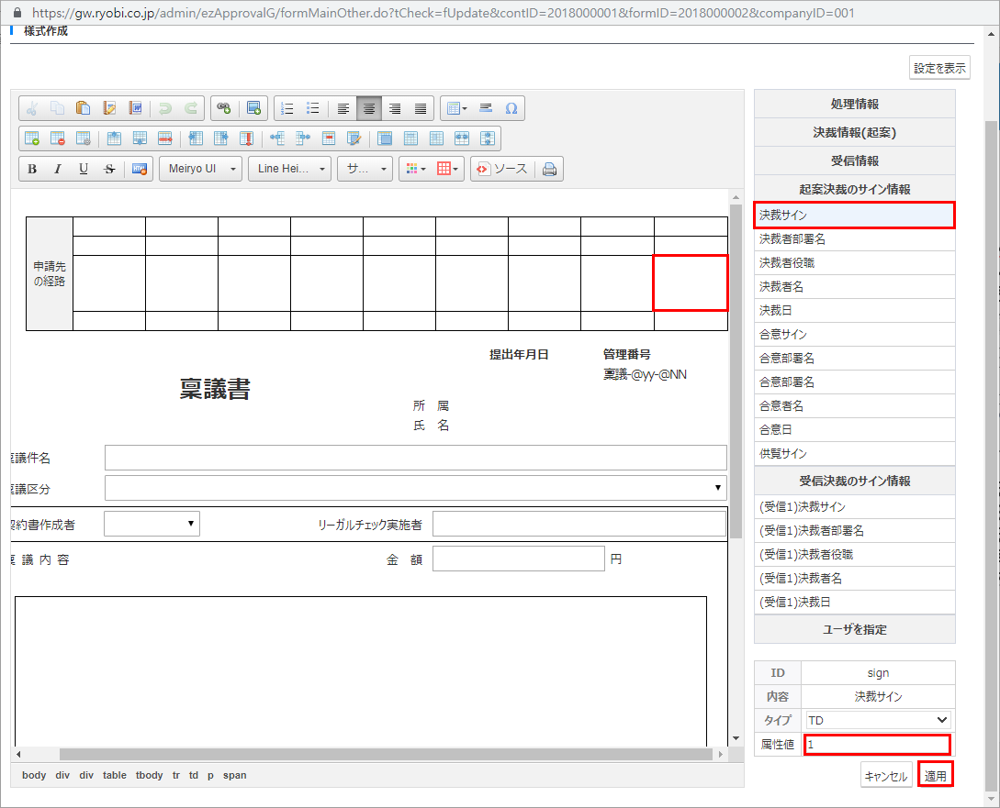 https://gw.ryobi.co.jp/admin/ezApprovalG/formMainOther.do?tCheck=fUpdate&contID=2018000001&formID=2018000002&companyID=001
様式作成
設定を表示
B I U S Meiryo UI Line Hei... サ... ソース
申請先
の経路
提出年月日 管理番号
稟議-@yy-@NN
稟議書
所 属
氏 名
稟議件名
稟議区分
契約書作成者 リーガルチェック実施者
稟 議 内 容 金 額 円
body div div table tbody tr td p span
処理情報
決裁情報(起案)
受信情報
起案決裁のサイン情報
決裁サイン
決裁者部署名
決裁者役職
決裁者名
決裁日
合意サイン
合意部署名
合意部署名
合意者名
合意日
供覧サイン
受信決裁のサイン情報
(受信1)決裁サイン
(受信1)決裁者部署名
(受信1)決裁者役職
(受信1)決裁者名
(受信1)決裁日
ユーザを指定
ID sign
内容 決裁サイン
タイプ TD
属性値 1
キャンセル 適用